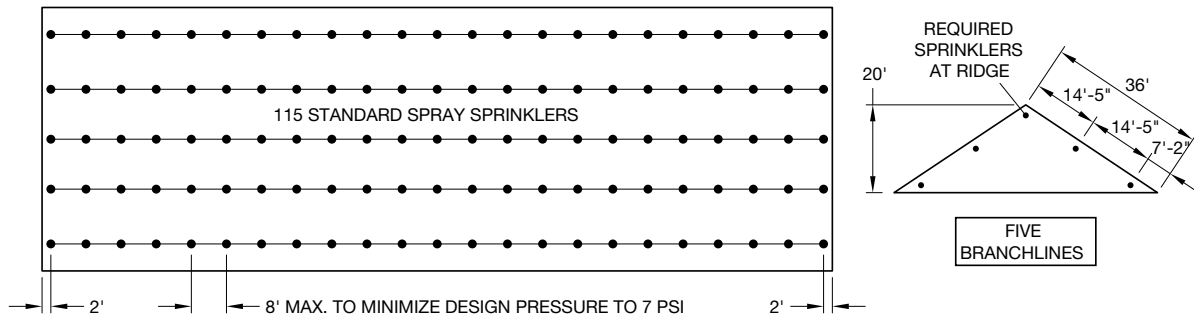 115 STANDARD SPRAY SPRINKLERS
2'
8' MAX. TO MINIMIZE DESIGN PRESSURE TO 7 PSI
2'
REQUIRED
SPRINKLERS
AT RIDGE
20'
36'
14'-5"
14'-5"
7'-2"
FIVE
BRANCHLINES